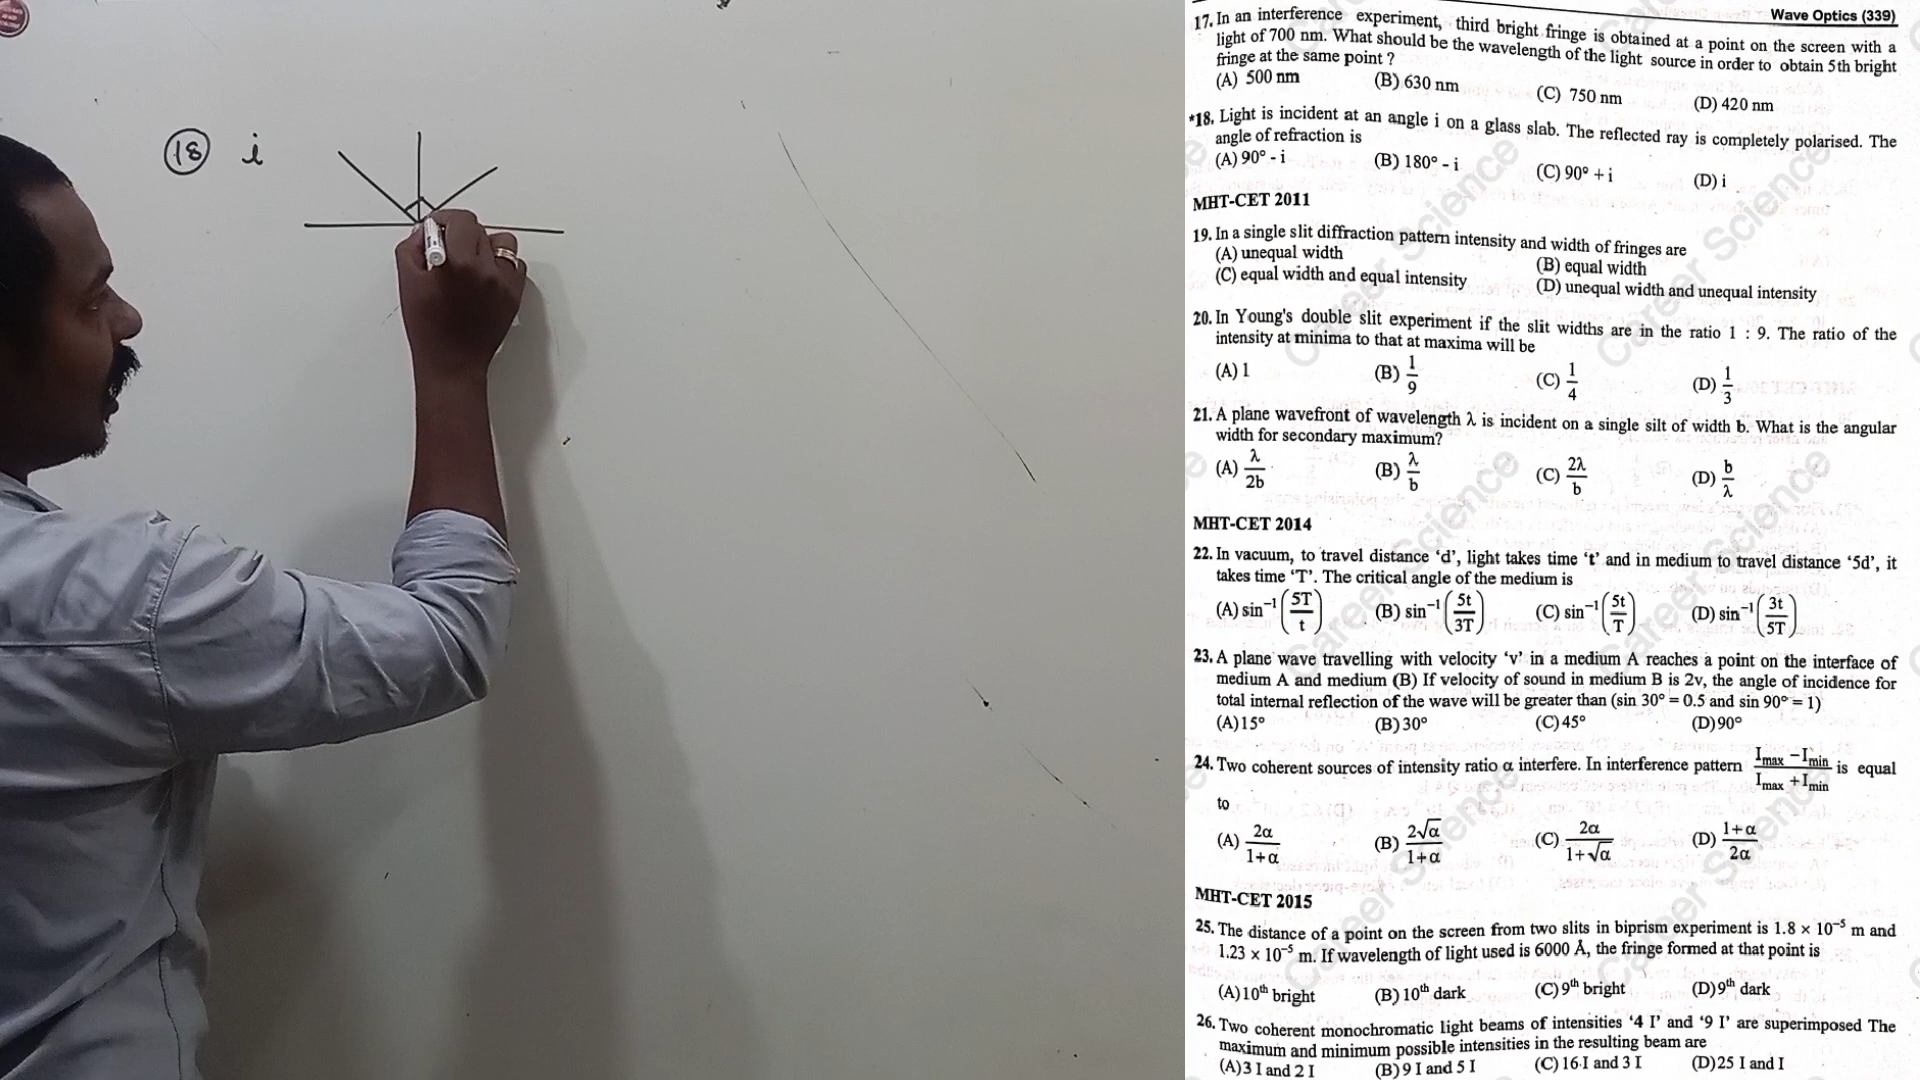 18 i
Wave Optics (339)
17. In an interference experiment, third bright fringe is obtained at a point on the screen with a
light of 700 nm. What should be the wavelength of the light source in order to obtain 5th bright
fringe at the same point ?
(A) 500 nm (B) 630 nm (C) 750 nm (D) 420 nm
*18. Light is incident at an angle i on a glass slab. The reflected ray is completely polarised. The
angle of refraction is
(A) 90° - i (B) 180° - i (C) 90° + i (D) i
MHT-CET 2011
19. In a single slit diffraction pattern intensity and width of fringes are
(A) unequal width (B) equal width
(C) equal width and equal intensity (D) unequal width and unequal intensity
20. In Young's double slit experiment if the slit widths are in the ratio 1 : 9. The ratio of the
intensity at minima to that at maxima will be
(A) 1 (B) 1/9 (C) 1/4 (D) 1/3
21. A plane wavefront of wavelength λ is incident on a single silt of width b. What is the angular
width for secondary maximum?
(A) λ/2b (B) λ/b (C) 2λ/b (D) b/λ
MHT-CET 2014
22. In vacuum, to travel distance ‘d’, light takes time ‘t’ and in medium to travel distance ‘5d’, it
takes time ‘T’. The critical angle of the medium is
(A) sin⁻¹(5T/t) (B) sin⁻¹(5t/3T) (C) sin⁻¹(5t/T) (D) sin⁻¹(3t/5T)
23. A plane wave travelling with velocity ‘v’ in a medium A reaches a point on the interface of
medium A and medium (B) If velocity of sound in medium B is 2v, the angle of incidence for
total internal reflection of the wave will be greater than (sin 30° = 0.5 and sin 90° = 1)
(A) 15° (B) 30° (C) 45° (D) 90°
24. Two coherent sources of intensity ratio α interfere. In interference pattern (Imax − Imin)/(Imax + Imin) is equal
to
(A) 2α/(1+α) (B) 2√α/(1+α) (C) 2α/(1+√α) (D) (1+α)/2α
MHT-CET 2015
25. The distance of a point on the screen from two slits in biprism experiment is 1.8 × 10⁻⁵ m and
1.23 × 10⁻⁵ m. If wavelength of light used is 6000 Å, the fringe formed at that point is
(A) 10th bright (B) 10th dark (C) 9th bright (D) 9th dark
26. Two coherent monochromatic light beams of intensities ‘4 I’ and ‘9 I’ are superimposed The
maximum and minimum possible intensities in the resulting beam are
(A) 3 I and 2 I (B) 9 I and 5 I (C) 16 I and 3 I (D) 25 I and I
Career Science